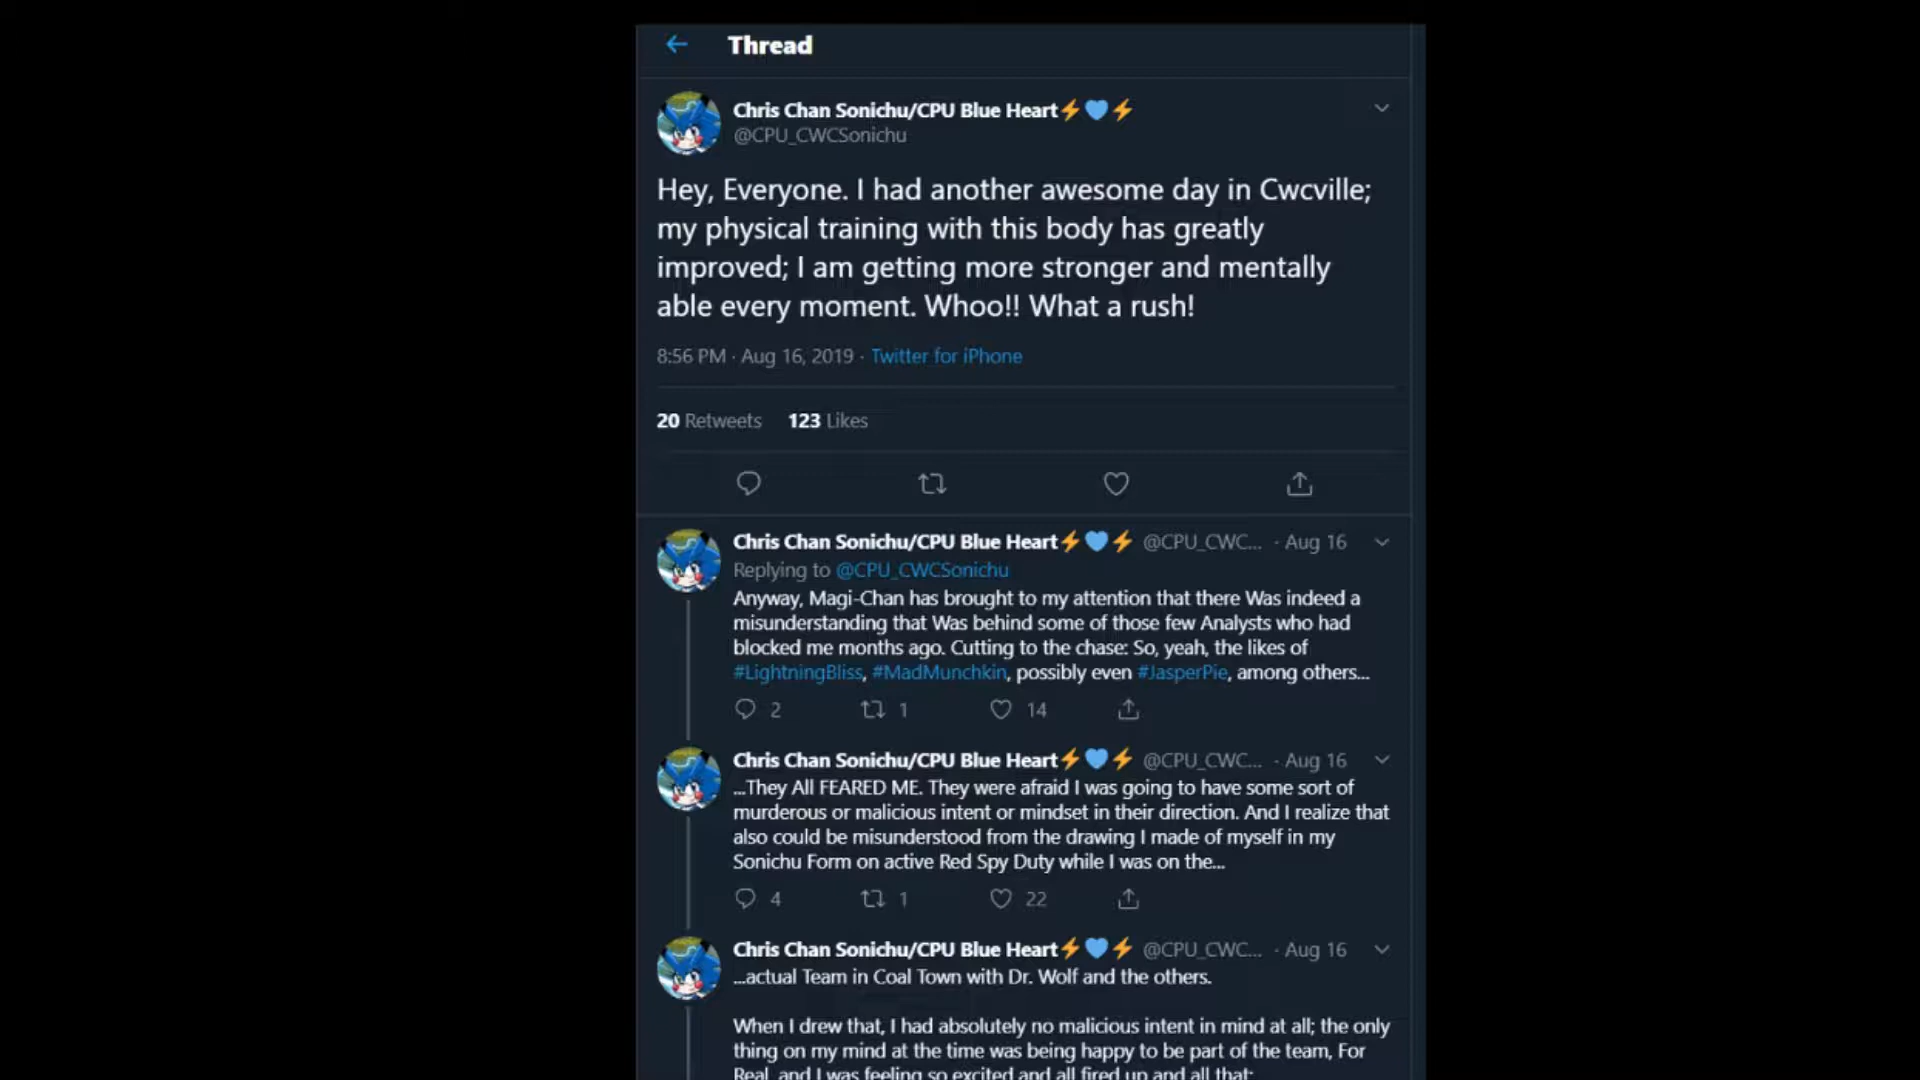 Thread
Chris Chan Sonichu/CPU Blue Heart⚡💙⚡
@CPU_CWCSonichu
Hey, Everyone. I had another awesome day in Cwcville;
my physical training with this body has greatly
improved; I am getting more stronger and mentally
able every moment. Whoo!! What a rush!
8:56 PM · Aug 16, 2019 · Twitter for iPhone
20 Retweets 123 Likes
Chris Chan Sonichu/CPU Blue Heart⚡💙⚡ @CPU_CWC... · Aug 16
Replying to @CPU_CWCSonichu
Anyway, Magi-Chan has brought to my attention that there Was indeed a
misunderstanding that Was behind some of those few Analysts who had
blocked me months ago. Cutting to the chase: So, yeah, the likes of
#LightningBliss, #MadMunchkin, possibly even #JasperPie, among others...
2 1 14
Chris Chan Sonichu/CPU Blue Heart⚡💙⚡ @CPU_CWC... · Aug 16
...They All FEARED ME. They were afraid I was going to have some sort of
murderous or malicious intent or mindset in their direction. And I realize that
also could be misunderstood from the drawing I made of myself in my
Sonichu Form on active Red Spy Duty while I was on the...
4 1 22
Chris Chan Sonichu/CPU Blue Heart⚡💙⚡ @CPU_CWC... · Aug 16
...actual Team in Coal Town with Dr. Wolf and the others.
When I drew that, I had absolutely no malicious intent in mind at all; the only
thing on my mind at the time was being happy to be part of the team, For
Real, and I was feeling so excited and all fired up and all that;